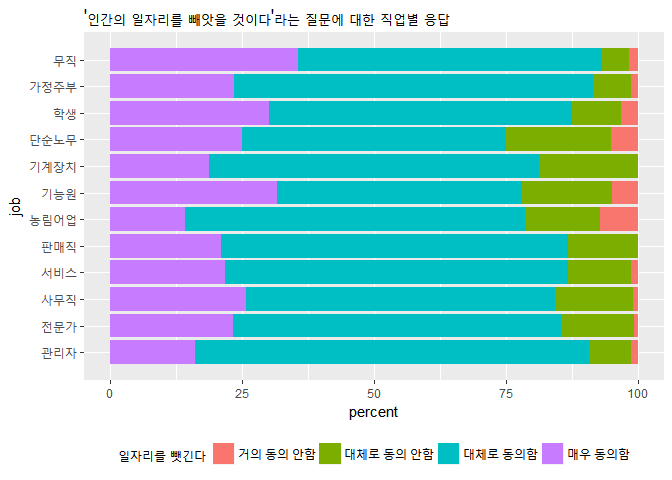 '인간의 일자리를 빼앗을 것이다'라는 질문에 대한 직업별 응답
무직
가정주부
학생
단순노무
기계장치
기능원
농림어업
판매직
서비스
사무직
전문가
관리자
job
0 25 50 75 100
percent
일자리를 뺏긴다 거의 동의 안함 대체로 동의 안함 대체로 동의함 매우 동의함